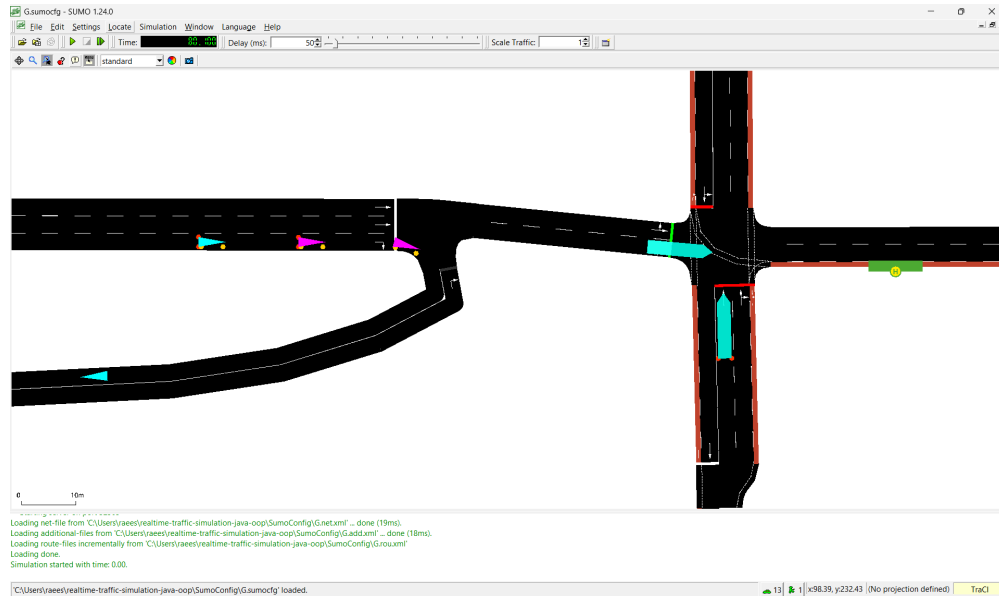 G.sumocfg - SUMO 1.24.0
File Edit Settings Locate Simulation Window Language Help
Time: Delay (ms): 50 Scale Traffic: 1
standard
H
0 10m
Loading net-file from 'C:\Users\raees\realtime-traffic-simulation-java-oop\SumoConfig\G.net.xml' ... done (19ms).
Loading additional-files from 'C:\Users\raees\realtime-traffic-simulation-java-oop\SumoConfig\G.add.xml' ... done (18ms).
Loading route-files incrementally from 'C:\Users\raees\realtime-traffic-simulation-java-oop\SumoConfig\G.rou.xml'
Loading done.
Simulation started with time: 0.00.
'C:\Users\raees\realtime-traffic-simulation-java-oop\SumoConfig\G.sumocfg' loaded. 13 1 x:98.39, y:232.43 (No projection defined) TraCI